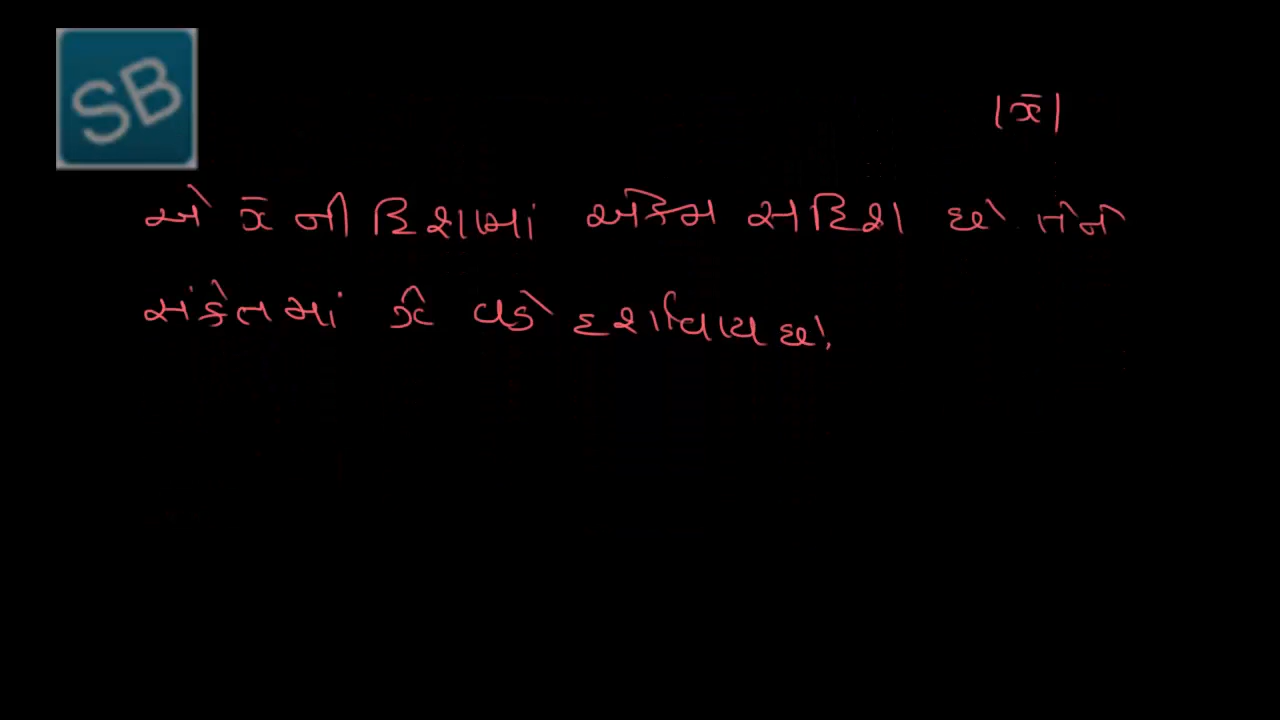 SB
|x̄|
એ x̄ ની દિશામાં એકમ સદિશ છે તેને
સંકેતમાં x̂ વડે દર્શાવાય છે.